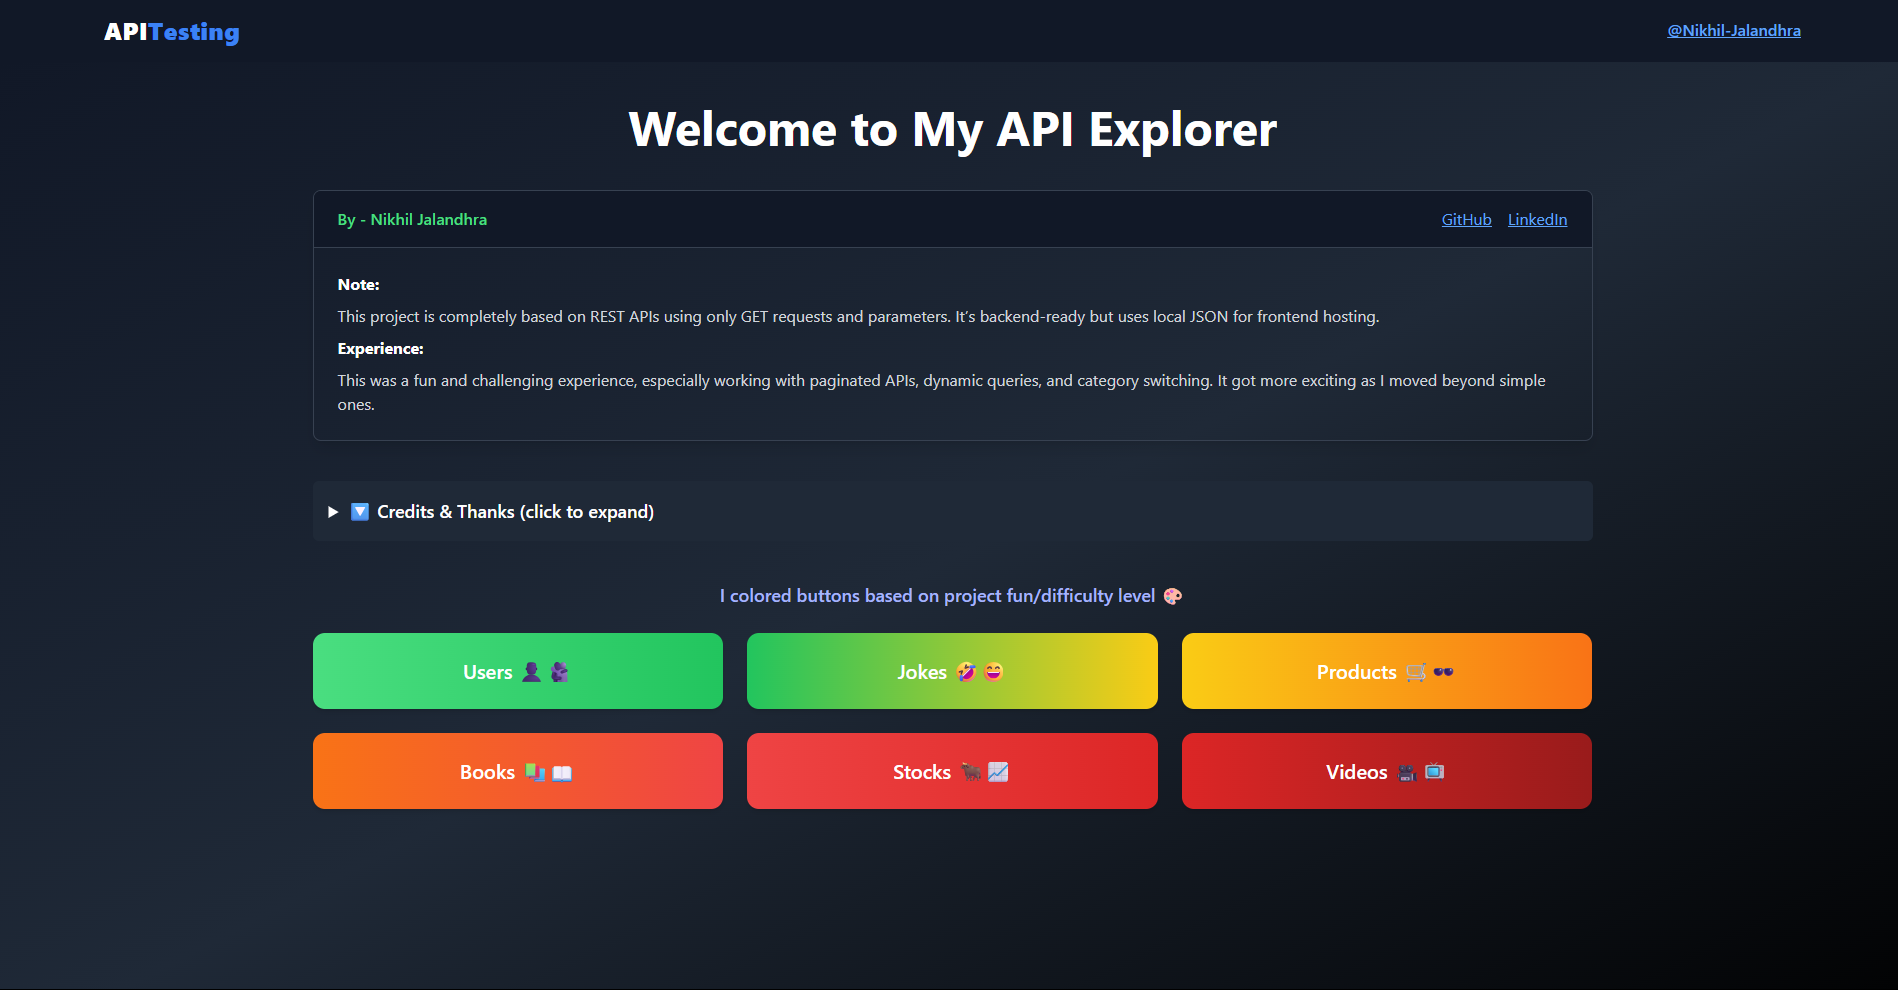 APITesting
@Nikhil-Jalandhra
Welcome to My API Explorer
By - Nikhil Jalandhra
GitHub LinkedIn
Note:
This project is completely based on REST APIs using only GET requests and parameters. It’s backend-ready but uses local JSON for frontend hosting.
Experience:
This was a fun and challenging experience, especially working with paginated APIs, dynamic queries, and category switching. It got more exciting as I moved beyond simple
ones.
▶ 🔽 Credits & Thanks (click to expand)
I colored buttons based on project fun/difficulty level 🎨
Users 👤
Jokes 🤣😄
Products 🛒🕶️
Books 📖
Stocks 🐂📈
Videos 🎥📺